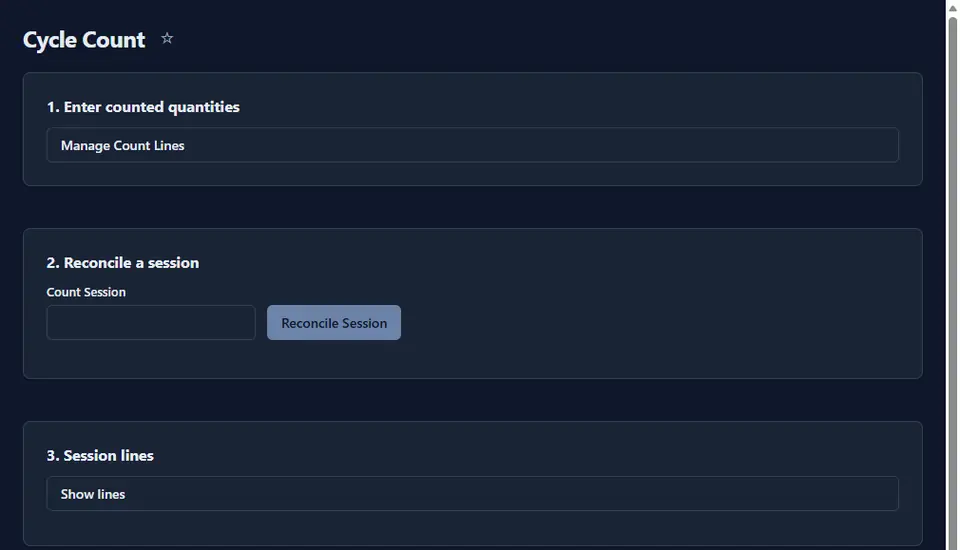 Cycle Count ☆
1. Enter counted quantities
Manage Count Lines
2. Reconcile a session
Count Session
Reconcile Session
3. Session lines
Show lines